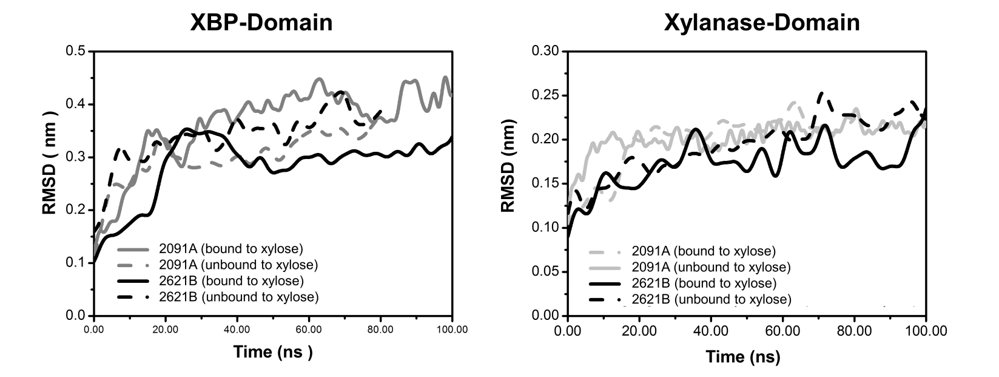 XBP-Domain
0.5
0.4
0.3
0.2
0.1
0.0
RMSD ( nm )
2091A (bound to xylose)
2091A (unbound to xylose)
2621B (bound to xylose)
2621B (unbound to xylose)
0.00 20.00 40.00 60.00 80.00 100.00
Time (ns )
Xylanase-Domain
0.30
0.25
0.20
0.15
0.10
0.05
0.00
RMSD (nm)
2091A (bound to xylose)
2091A (unbound to xylose)
2621B (bound to xylose)
2621B (unbound to xylose)
0.00 20.00 40.00 60.00 80.00 100.00
Time (ns)